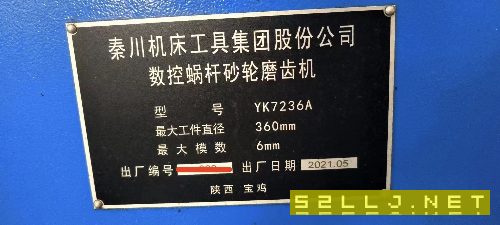 秦川机床工具集团股份公司
数控蜗杆砂轮磨齿机
型 号 YK7236A
最大工件直径 360mm
最大模数 6mm
出厂编号 出厂日期 2021.05
陕西 宝鸡
52LLJ.NET